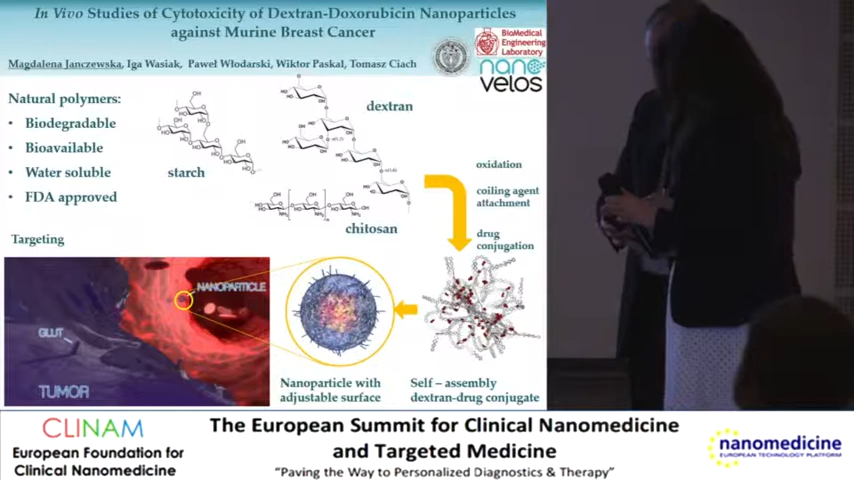 In Vivo Studies of Cytotoxicity of Dextran-Doxorubicin Nanoparticles
against Murine Breast Cancer
Magdalena Janczewska, Iga Wasiak, Paweł Włodarski, Wiktor Paskal, Tomasz Ciach
BioMedical
Engineering
Laboratory
nano
velos
Natural polymers:
• Biodegradable
• Bioavailable
• Water soluble
• FDA approved
starch
dextran
chitosan
oxidation
coiling agent
attachment
drug
conjugation
Targeting
NANOPARTICLE
GLUT
TUMOR
Nanoparticle with
adjustable surface
Self – assembly
dextran-drug conjugate
CLINAM
European Foundation for
Clinical Nanomedicine
The European Summit for Clinical Nanomedicine
and Targeted Medicine
"Paving the Way to Personalized Diagnostics & Therapy"
nanomedicine
EUROPEAN TECHNOLOGY PLATFORM